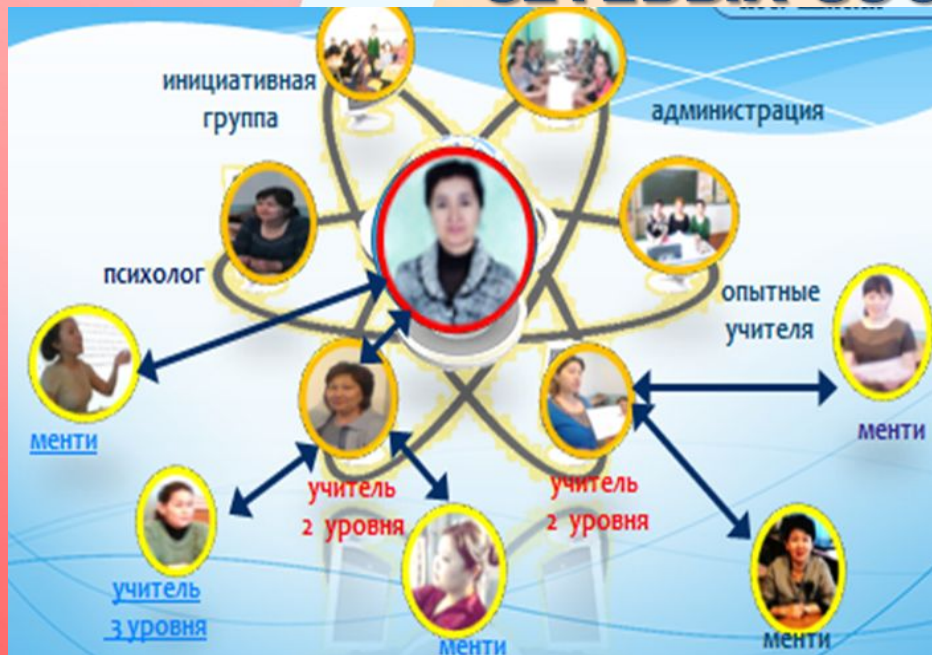 инициативная
группа
администрация
психолог
опытные
учителя
менти
менти
учитель
2 уровня
учитель
2 уровня
учитель
3 уровня
менти
менти